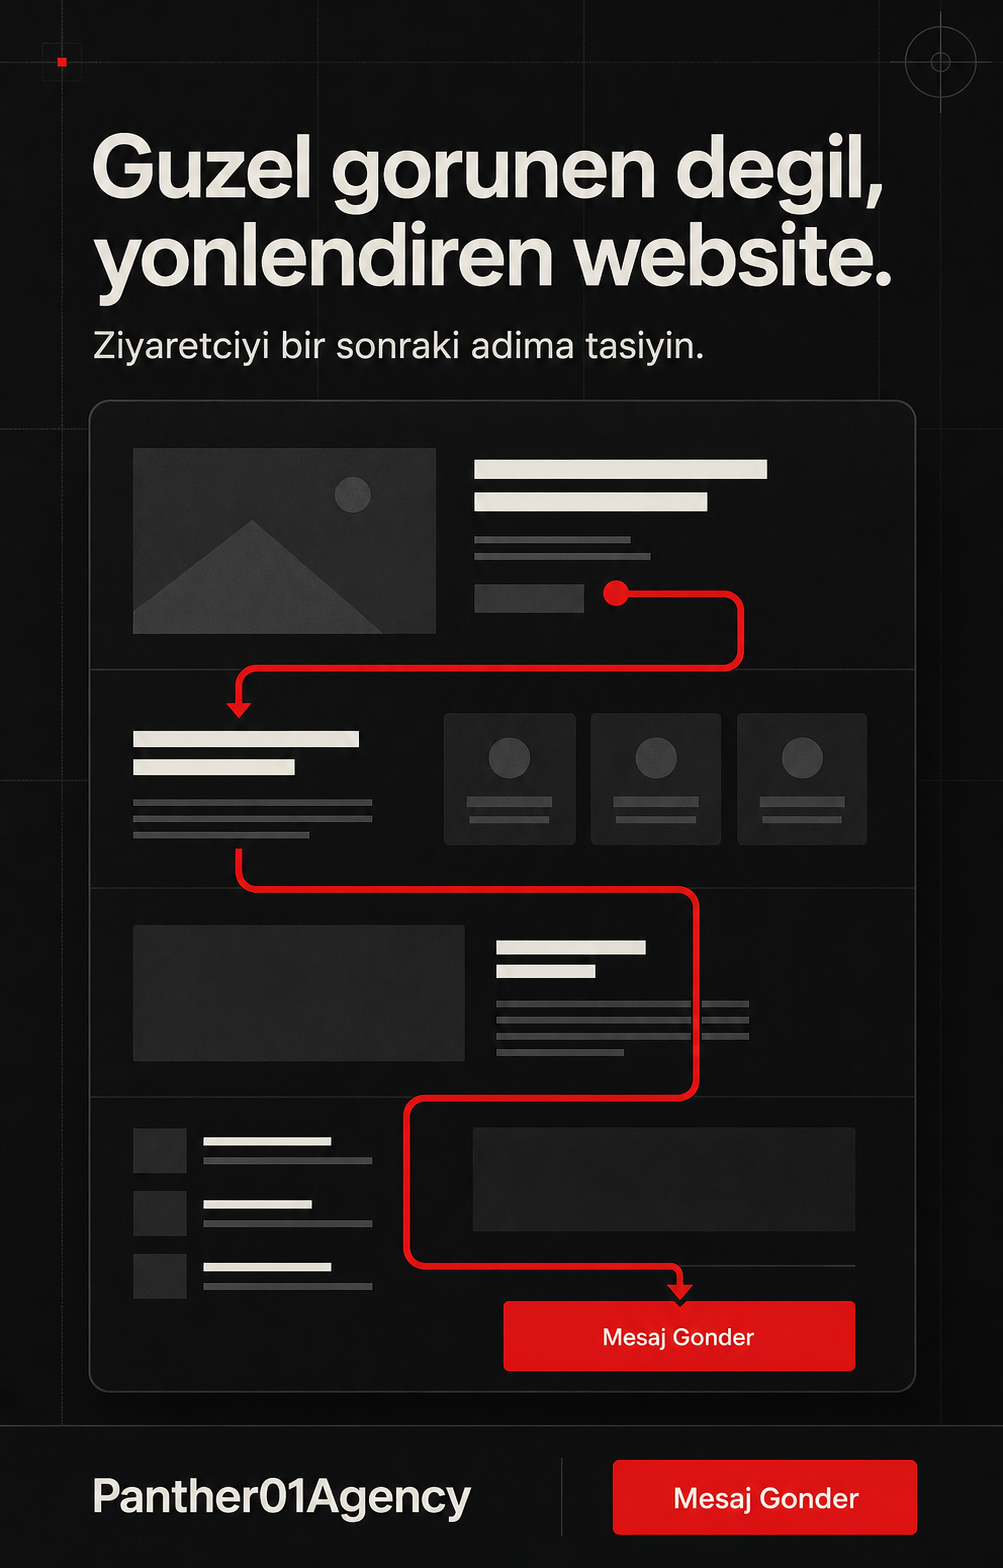 Guzel gorunen degil,
yonlendiren website.
Ziyaretciyi bir sonraki adima tasiyin.
Mesaj Gonder
Panther01Agency
Mesaj Gonder